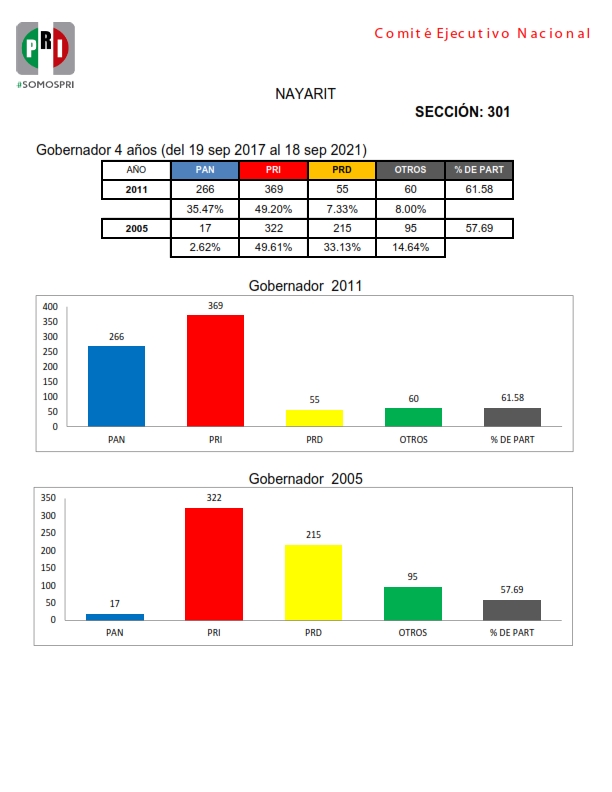 Comité Ejecutivo Nacional
PRI
#SOMOSPRI
NAYARIT
SECCIÓN: 301
Gobernador 4 años (del 19 sep 2017 al 18 sep 2021)
AÑO PAN PRI PRD OTROS % DE PART
2011 266 369 55 60 61.58
35.47% 49.20% 7.33% 8.00%
2005 17 322 215 95 57.69
2.62% 49.61% 33.13% 14.64%
Gobernador 2011
400
350
300
250
200
150
100
50
0
266 369 55 60 61.58
PAN PRI PRD OTROS % DE PART
Gobernador 2005
350
300
250
200
150
100
50
0
17 322 215 95 57.69
PAN PRI PRD OTROS % DE PART